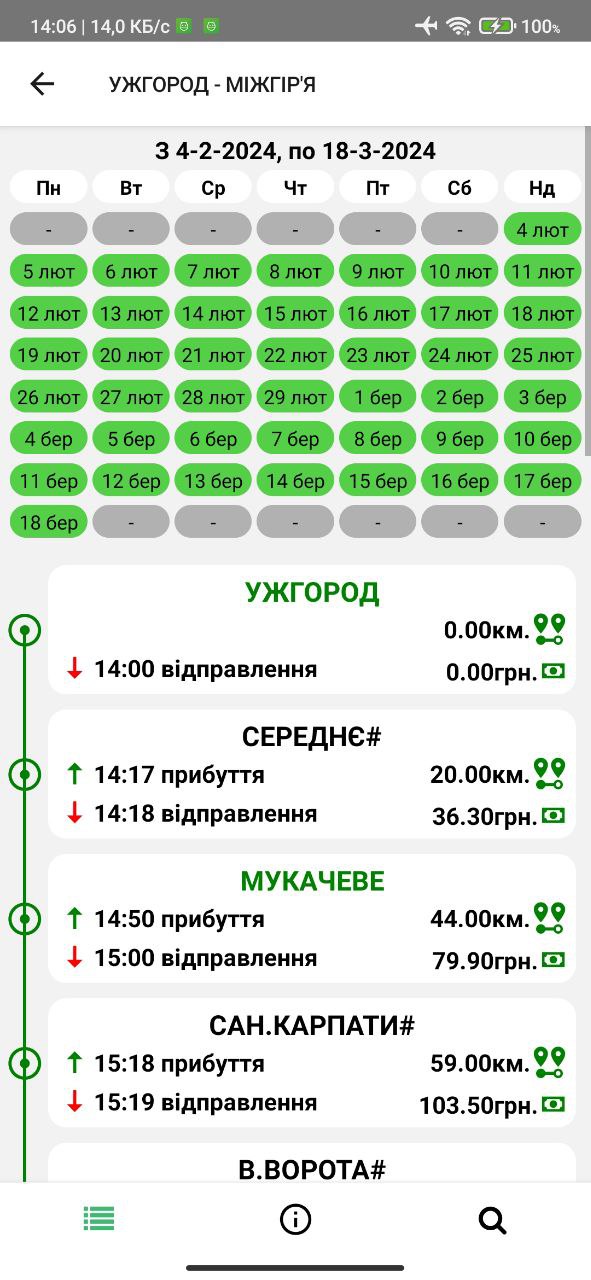 14:06 | 14,0 КБ/с 100%
УЖГОРОД - МІЖГІР'Я
З 4-2-2024, по 18-3-2024
Пн Вт Ср Чт Пт Сб Нд
- - - - - - 4 лют
5 лют 6 лют 7 лют 8 лют 9 лют 10 лют 11 лют
12 лют 13 лют 14 лют 15 лют 16 лют 17 лют 18 лют
19 лют 20 лют 21 лют 22 лют 23 лют 24 лют 25 лют
26 лют 27 лют 28 лют 29 лют 1 бер 2 бер 3 бер
4 бер 5 бер 6 бер 7 бер 8 бер 9 бер 10 бер
11 бер 12 бер 13 бер 14 бер 15 бер 16 бер 17 бер
18 бер - - - - - -
УЖГОРОД
0.00км.
14:00 відправлення 0.00грн.
СЕРЕДНЄ#
14:17 прибуття 20.00км.
14:18 відправлення 36.30грн.
МУКАЧЕВЕ
14:50 прибуття 44.00км.
15:00 відправлення 79.90грн.
САН.КАРПАТИ#
15:18 прибуття 59.00км.
15:19 відправлення 103.50грн.
В.ВОРОТА#